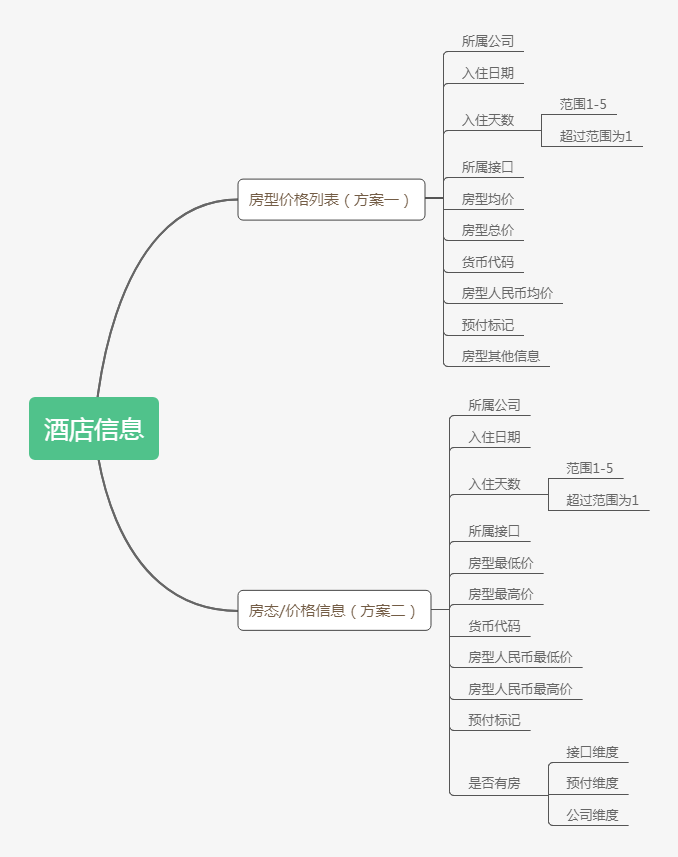 酒店信息
房型价格列表（方案一）
所属公司
入住日期
入住天数
范围1-5
超过范围为1
所属接口
房型均价
房型总价
货币代码
房型人民币均价
预付标记
房型其他信息
房态/价格信息（方案二）
所属公司
入住日期
入住天数
范围1-5
超过范围为1
所属接口
房型最低价
房型最高价
货币代码
房型人民币最低价
房型人民币最高价
预付标记
是否有房
接口维度
预付维度
公司维度